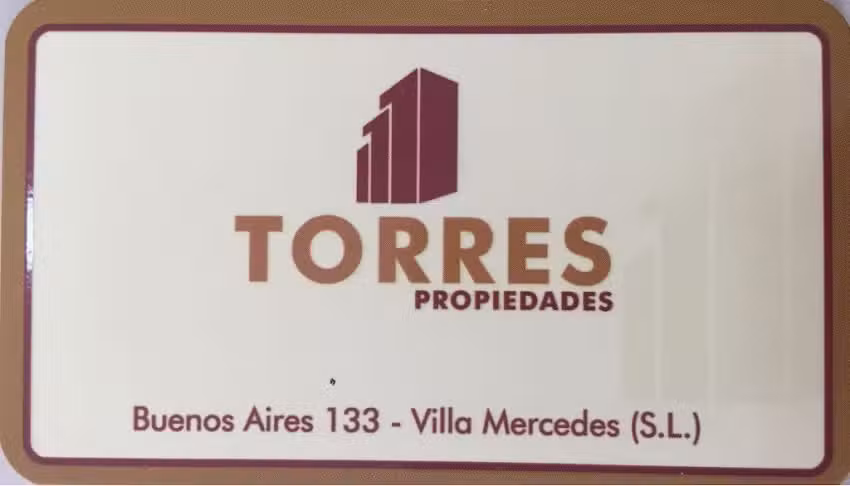 TORRES
PROPIEDADES
Buenos Aires 133 - Villa Mercedes (S.L.)